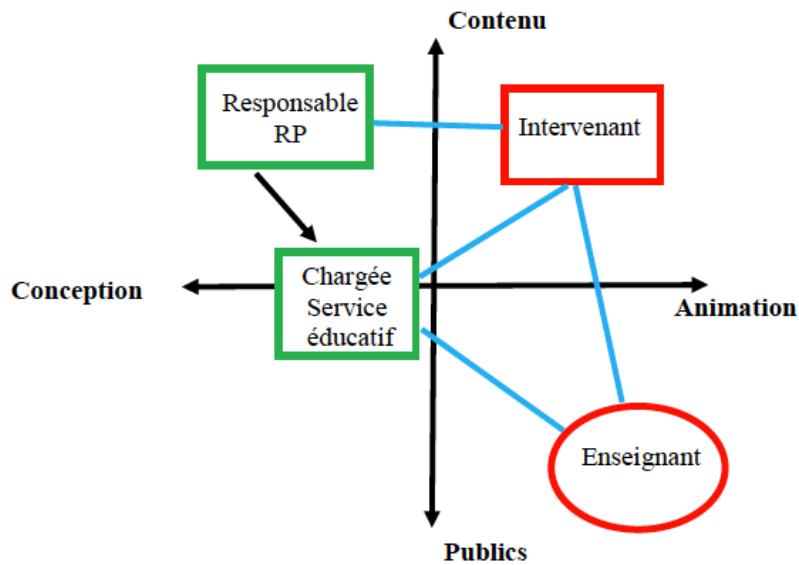 Contenu
Responsable
RP
Intervenant
Chargée
Service
éducatif
Conception
Animation
Enseignant
Publics